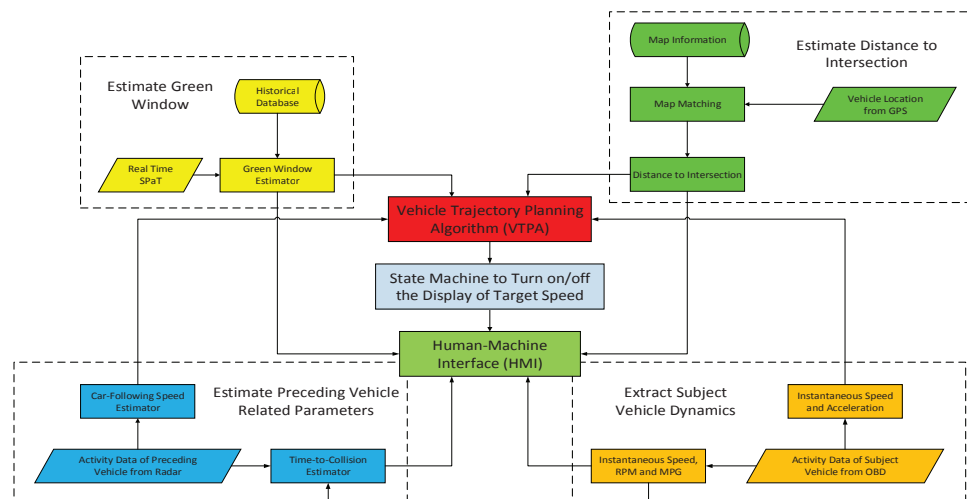 Estimate Green
Window
Historical
Database
Real Time
SPaT
Green Window
Estimator
Map Information
Estimate Distance to
Intersection
Map Matching
Vehicle Location
from GPS
Distance to Intersection
Vehicle Trajectory Planning
Algorithm (VTPA)
State Machine to Turn on/off
the Display of Target Speed
Human-Machine
Interface (HMI)
Estimate Preceding Vehicle
Related Parameters
Car-Following Speed
Estimator
Activity Data of Preceding
Vehicle from Radar
Time-to-Collision
Estimator
Extract Subject
Vehicle Dynamics
Instantaneous Speed
and Acceleration
Instantaneous Speed,
RPM and MPG
Activity Data of Subject
Vehicle from OBD